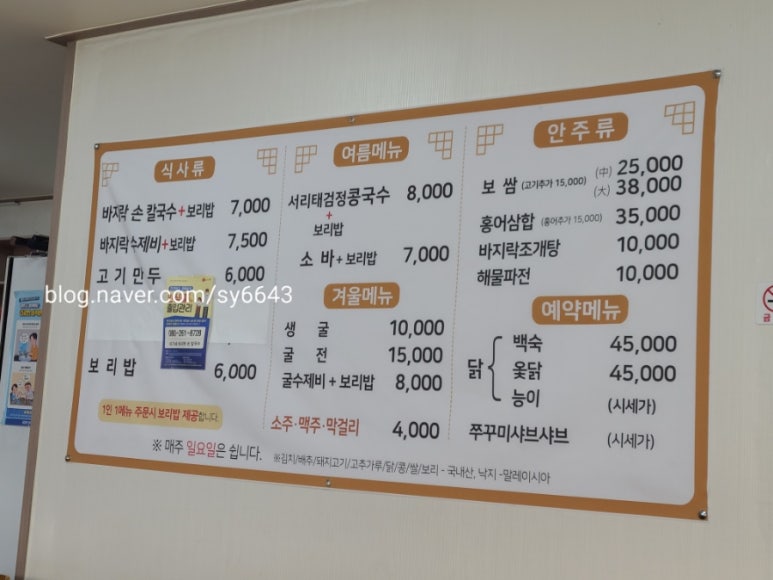 식사류
바지락 손 칼국수+보리밥 7,000
바지락수제비+보리밥 7,500
고기만두 6,000
보리밥 6,000
1인 1메뉴 주문시 보리밥 제공합니다.
※ 매주 일요일은 쉽니다.
여름메뉴
서리태검정콩국수 8,000
+
보리밥
소바+보리밥 7,000
겨울메뉴
생굴 10,000
굴전 15,000
굴수제비+보리밥 8,000
소주·맥주·막걸리 4,000
※김치/배추/돼지고기/고추가루/닭/콩/쌀/보리 - 국내산, 낙지 -말레이시아
안주류
보쌈 (고기추가 15,000) (中) 25,000
(大) 38,000
홍어삼합 (홍어추가 15,000) 35,000
바지락조개탕 10,000
해물파전 10,000
예약메뉴
닭
백숙 45,000
옻닭 45,000
능이 (시세가)
쭈꾸미샤브샤브 (시세가)
blog.naver.com/sy6643
출입관리
금